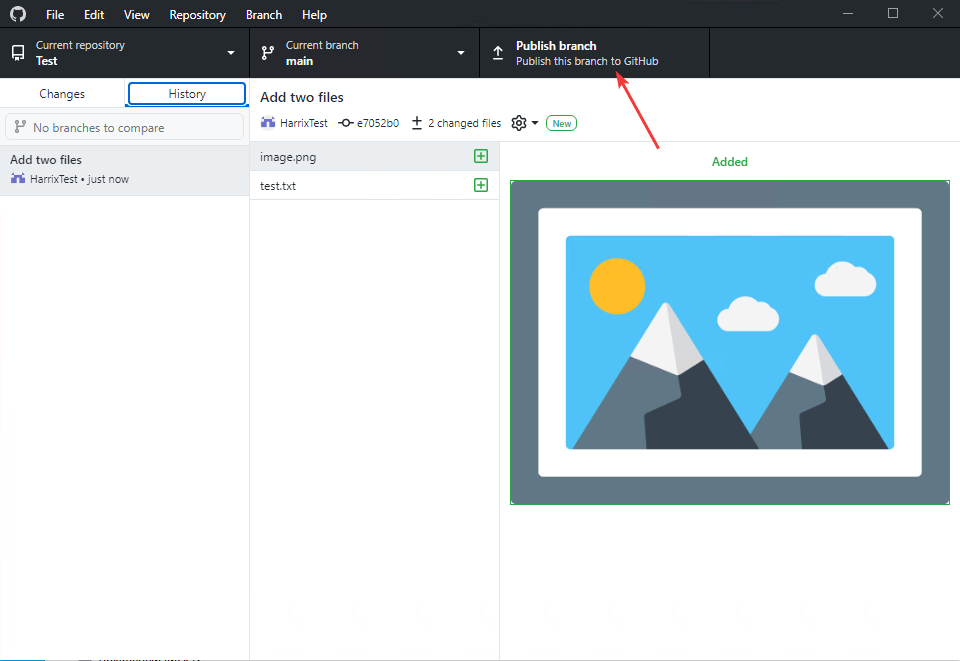 File Edit View Repository Branch Help
Current repository
Test
Current branch
main
Publish branch
Publish this branch to GitHub
Changes History
No branches to compare
Add two files
HarrixTest • just now
Add two files
HarrixTest e7052b0 2 changed files New
image.png
test.txt
Added